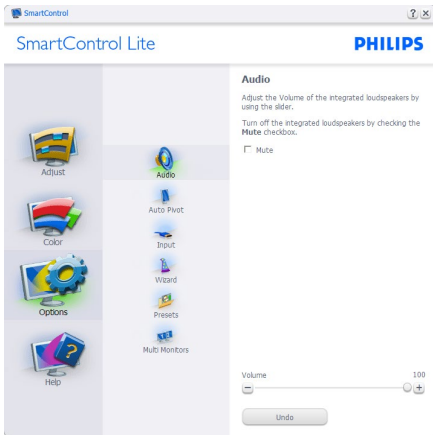 SmartControl
SmartControl Lite
PHILIPS
Adjust
Color
Options
Help
Audio
Auto Pivot
Input
Wizard
Presets
Multi Monitors
Audio
Adjust the Volume of the integrated loudspeakers by
using the slider.
Turn off the integrated loudspeakers by checking the
Mute checkbox.
Mute
Volume 100
Undo